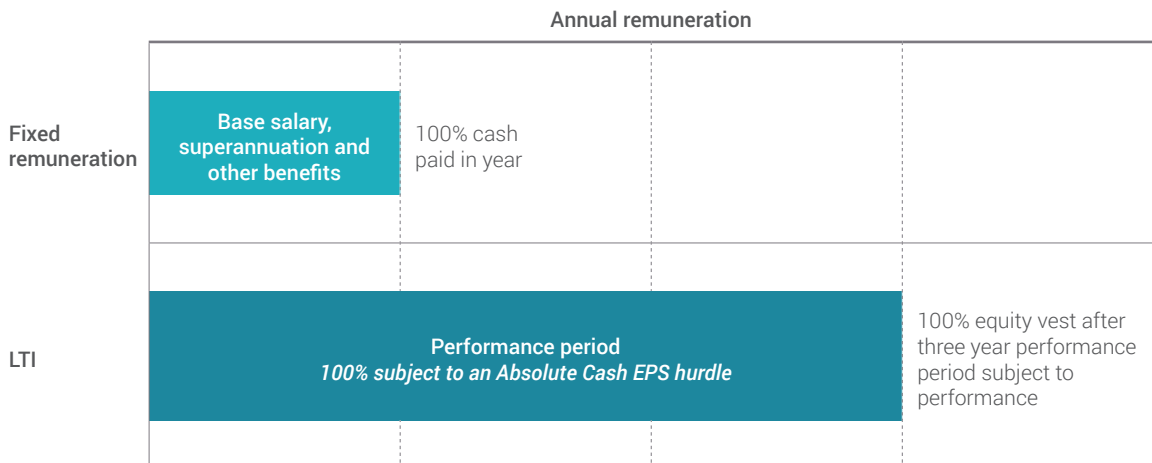 Annual remuneration
Fixed
remuneration
Base salary,
superannuation and
other benefits
100% cash
paid in year
LTI
Performance period
100% subject to an Absolute Cash EPS hurdle
100% equity vest after
three year performance
period subject to
performance